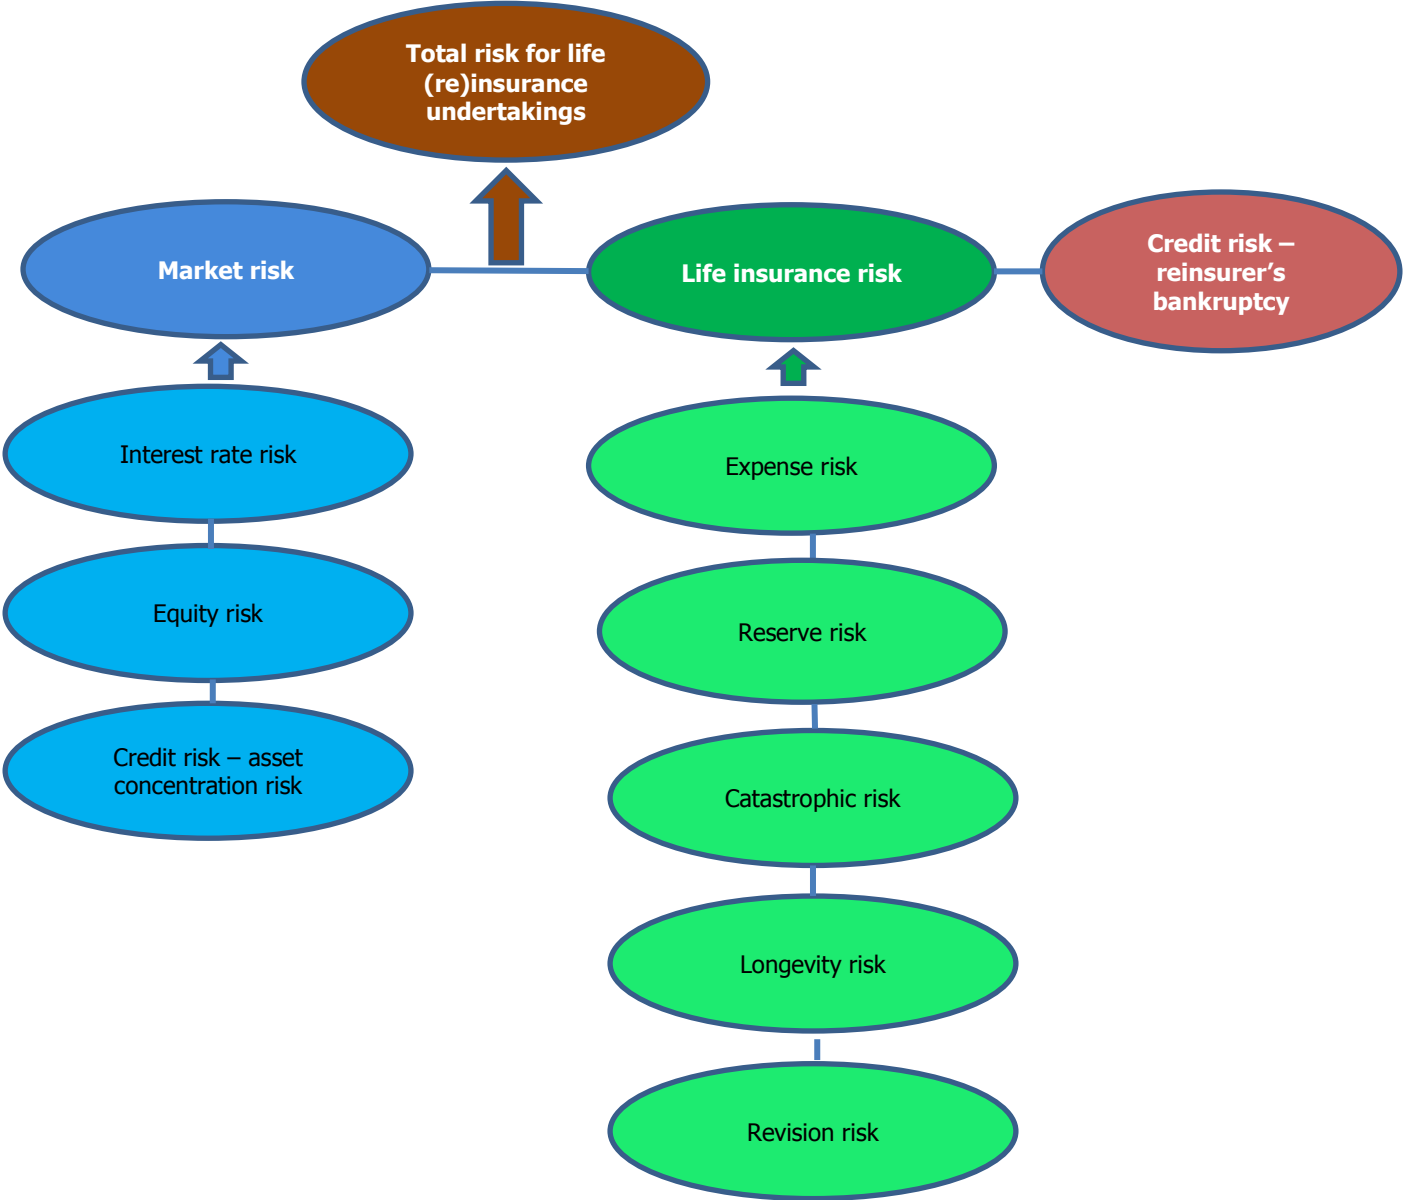 Total risk for life
(re)insurance
undertakings
Market risk
Life insurance risk
Credit risk –
reinsurer's
bankruptcy
Interest rate risk
Equity risk
Credit risk – asset
concentration risk
Expense risk
Reserve risk
Catastrophic risk
Longevity risk
Revision risk